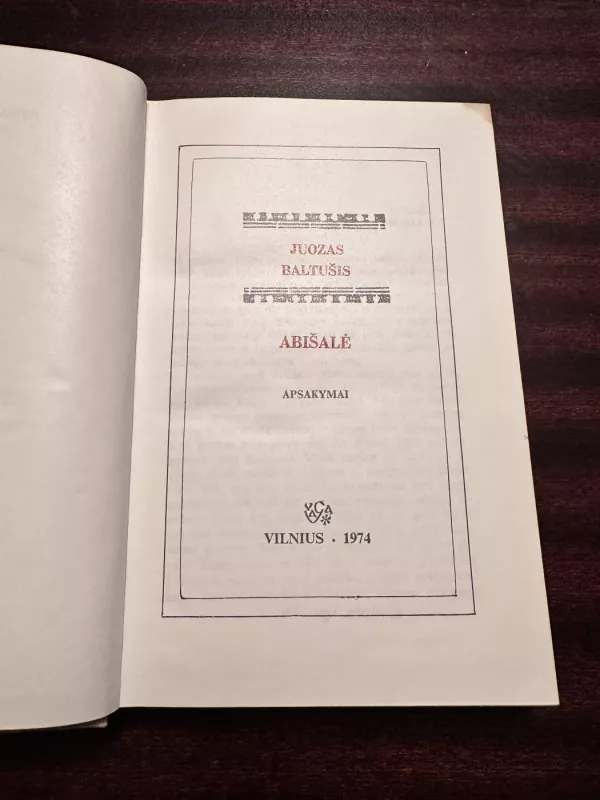 JUOZAS
BALTUŠIS
ABIŠALĖ
APSAKYMAI
VILNIUS • 1974